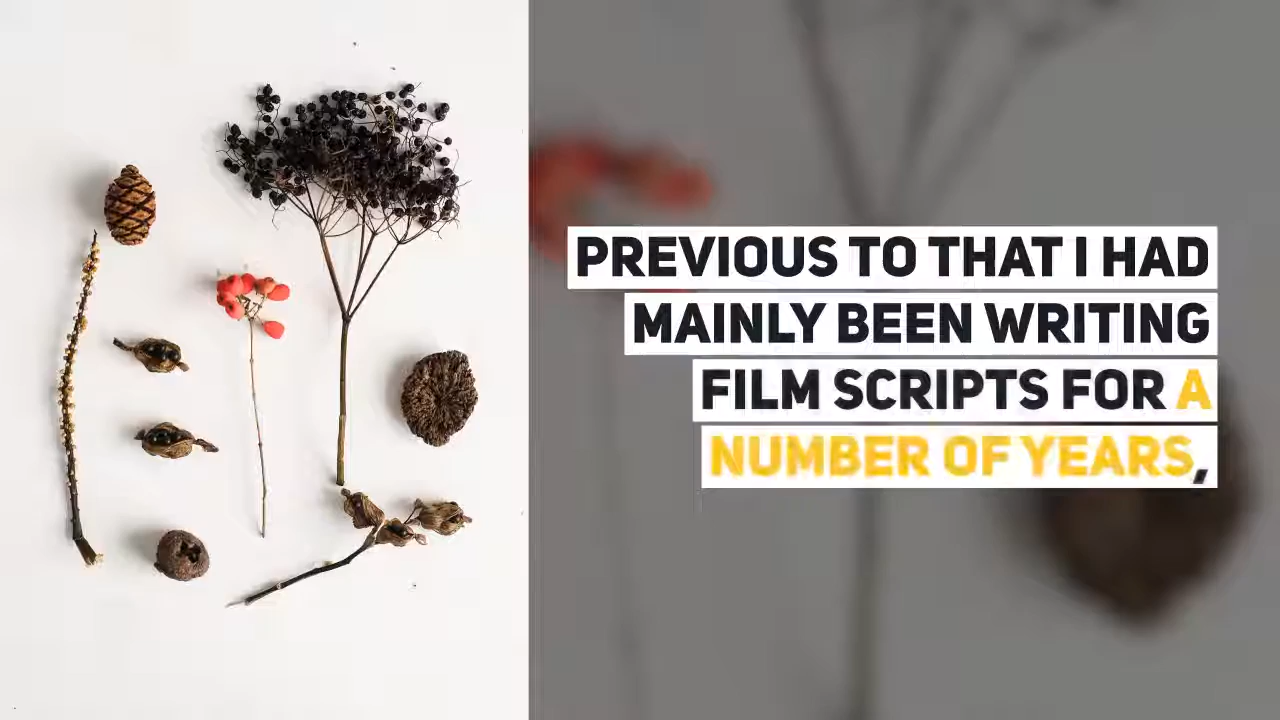 PREVIOUS TO THAT I HAD
MAINLY BEEN WRITING
FILM SCRIPTS FOR A
NUMBER OF YEARS,